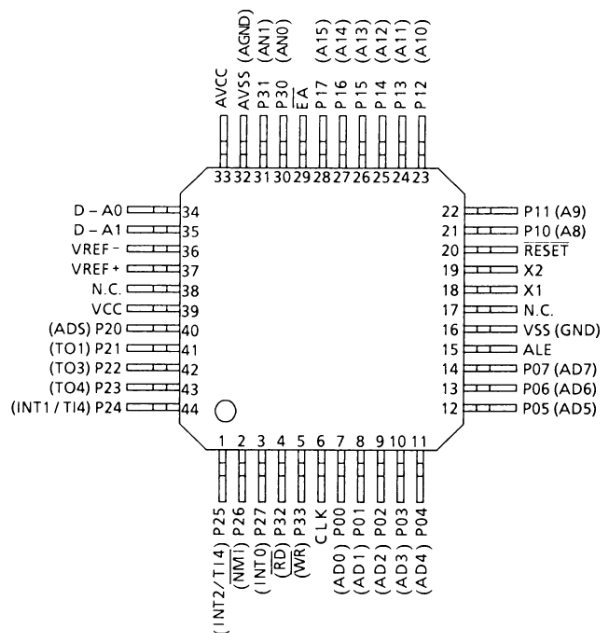 AVCC
AVSS (AGND)
P31 (AN1)
P30 (AN0)
EA
P17 (A15)
P16 (A14)
P15 (A13)
P14 (A12)
P13 (A11)
P12 (A10)
33 32 31 30 29 28 27 26 25 24 23
D – A0 34
D – A1 35
VREF – 36
VREF + 37
N.C. 38
VCC 39
(ADS) P20 40
(TO1) P21 41
(TO3) P22 42
(TO4) P23 43
(INT1 / TI4) P24 44
22 P11 (A9)
21 P10 (A8)
20 RESET
19 X2
18 X1
17 N.C.
16 VSS (GND)
15 ALE
14 P07 (AD7)
13 P06 (AD6)
12 P05 (AD5)
1 2 3 4 5 6 7 8 9 10 11
(INT2/TI4) P25
(NMI) P26
(INT0) P27
(RD) P32
(WR) P33
CLK
(AD0) P00
(AD1) P01
(AD2) P02
(AD3) P03
(AD4) P04